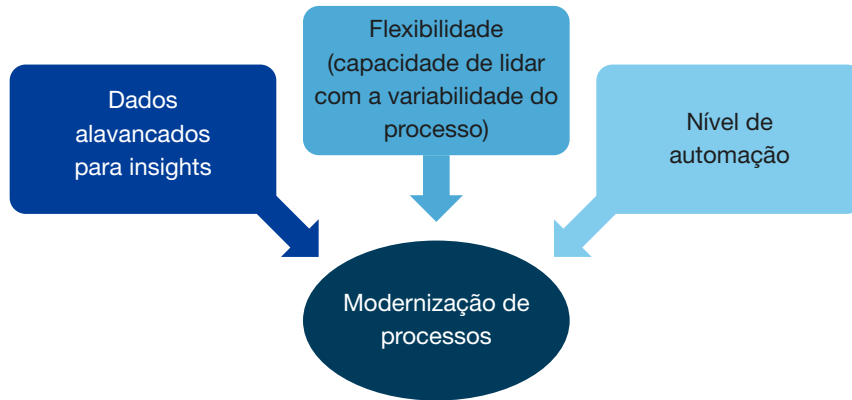 Dados
alavancados
para insights
Flexibilidade
(capacidade de lidar
com a variabilidade do
processo)
Nível de
automação
Modernização de
processos